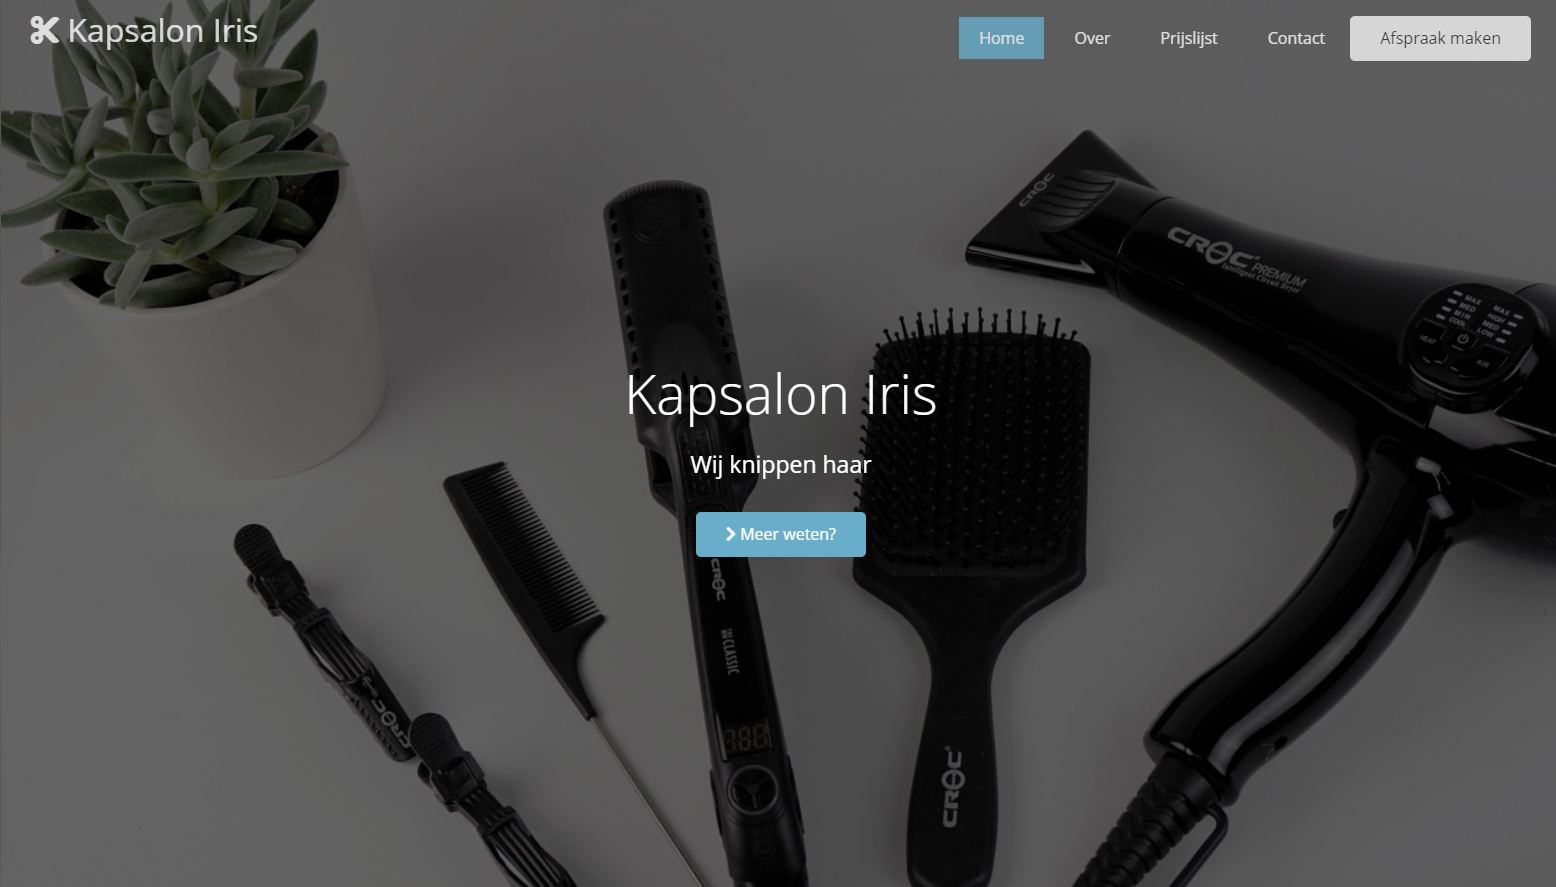 Kapsalon Iris
Home
Over
Prijslijst
Contact
Afspraak maken
CROC
CROC PREMIUM
Intelligent Circuit Dryer
MAX
MED
MIN
COOL
MAX
HIGH
MED
LOW
HEAT
AIR
Kapsalon Iris
Wij knippen haar
Meer weten?
CROC
CLASSIC
CROC
CROC